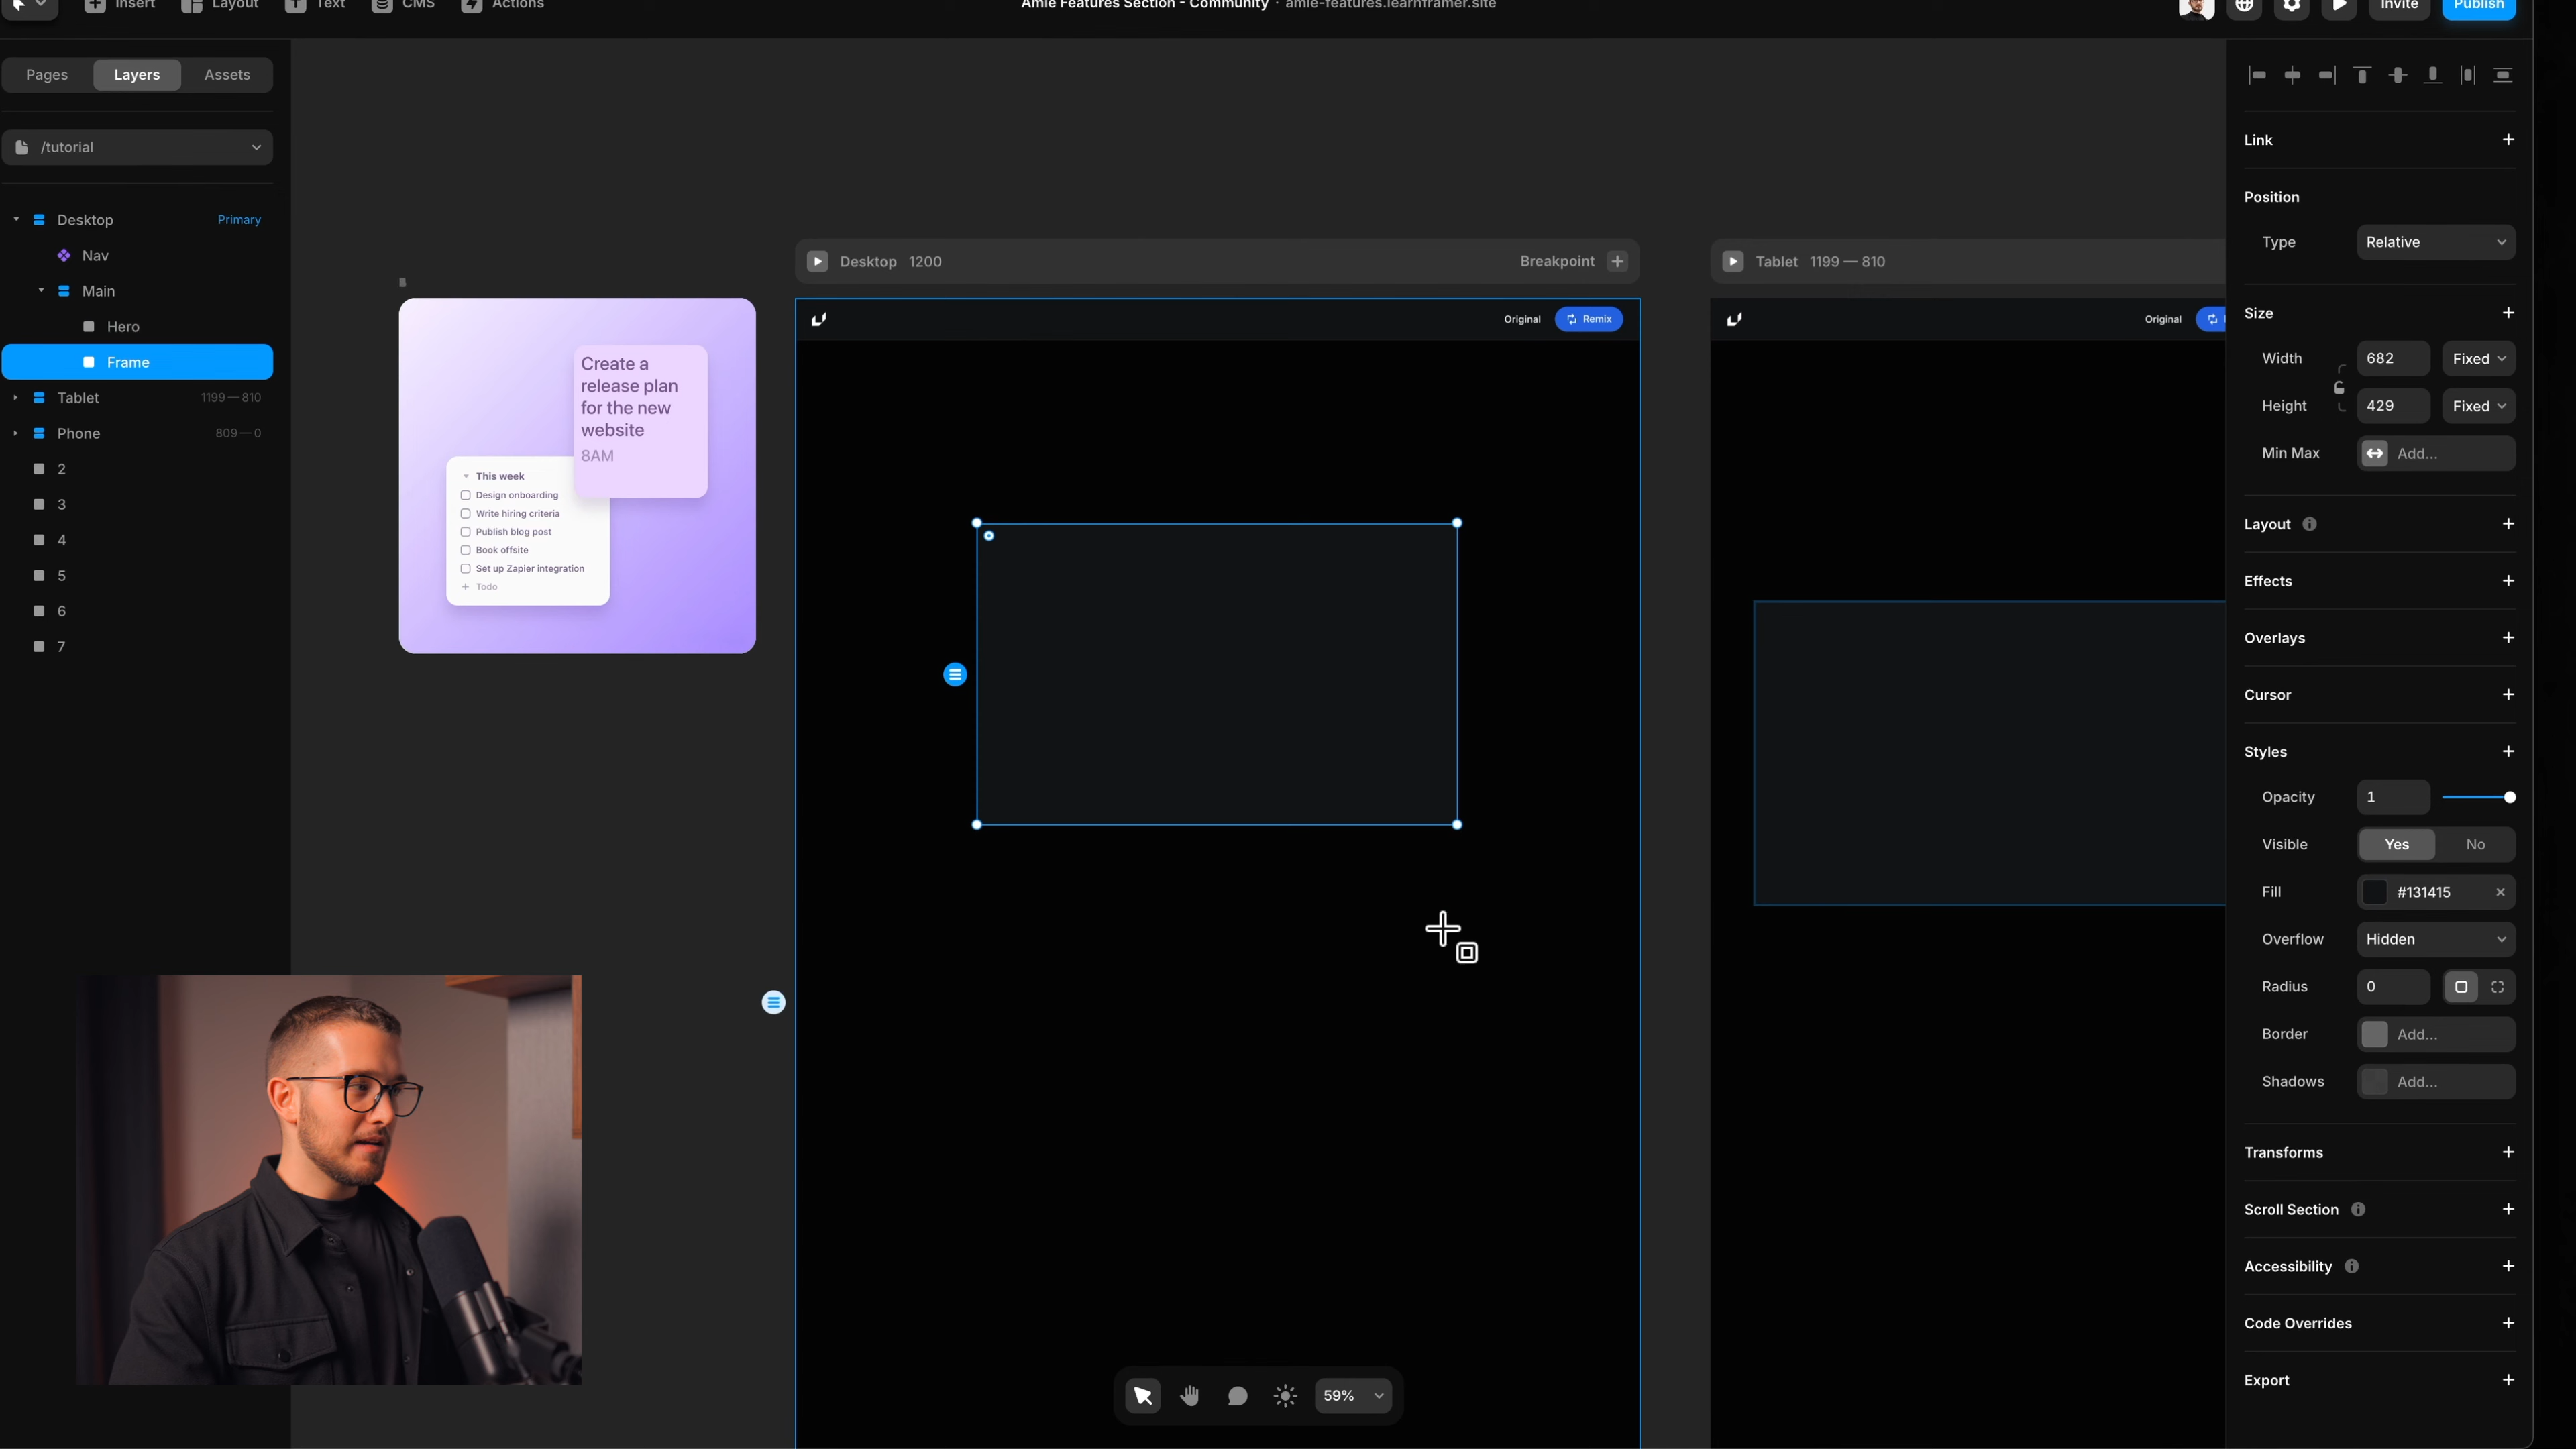 Insert
Layout
Text
CMS
Actions
Amie Features Section - Community · amie-features.learnframer.site
Invite
Publish
Pages
Layers
Assets
/tutorial
Desktop
Primary
Nav
Main
Hero
Frame
Tablet
1199 — 810
Phone
809 — 0
2
3
4
5
6
7
Create a
release plan
for the new
website
8AM
This week
Design onboarding
Write hiring criteria
Publish blog post
Book offsite
Set up Zapier integration
+ Todo
Desktop 1200
Breakpoint +
Original
Remix
Tablet 1199 — 810
Original
59%
Link
Position
Type
Relative
Size
Width
682
Fixed
Height
429
Fixed
Min Max
Add...
Layout
Effects
Overlays
Cursor
Styles
Opacity
1
Visible
Yes
No
Fill
#131415
Overflow
Hidden
Radius
0
Border
Add...
Shadows
Add...
Transforms
Scroll Section
Accessibility
Code Overrides
Export